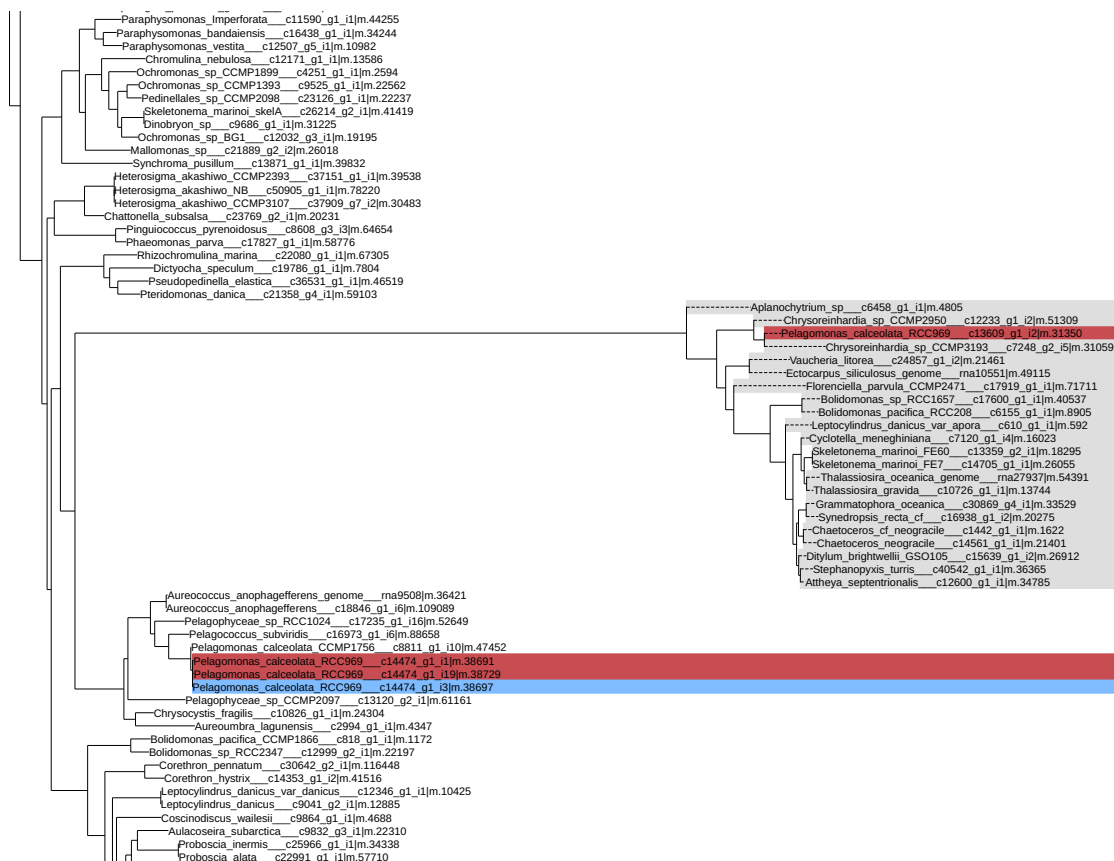 Paraphysomonas_Imperforata___c11590_g1_i1|m.44255
Paraphysomonas_bandaiensis___c16438_g1_i1|m.34244
Paraphysomonas_vestita___c12507_g5_i1|m.10982
Chromulina_nebulosa___c12171_g1_i1|m.13586
Ochromonas_sp_CCMP1899___c4251_g1_i1|m.2594
Ochromonas_sp_CCMP1393___c9525_g1_i1|m.22562
Pedinellales_sp_CCMP2098___c23126_g1_i1|m.22237
Skeletonema_marinoi_skelA___c26214_g2_i1|m.41419
Dinobryon_sp___c9686_g1_i1|m.31225
Ochromonas_sp_BG1___c12032_g3_i1|m.19195
Mallomonas_sp___c21889_g2_i2|m.26018
Synchroma_pusillum___c13871_g1_i1|m.39832
Heterosigma_akashiwo_CCMP2393___c37151_g1_i1|m.39538
Heterosigma_akashiwo_NB___c50905_g1_i1|m.78220
Heterosigma_akashiwo_CCMP3107___c37909_g7_i2|m.30483
Chattonella_subsalsa___c23769_g2_i1|m.20231
Pinguiococcus_pyrenoidosus___c8608_g3_i3|m.64654
Phaeomonas_parva___c17827_g1_i1|m.58776
Rhizochromulina_marina___c22080_g1_i1|m.67305
Dictyocha_speculum___c19786_g1_i1|m.7804
Pseudopedinella_elastica___c36531_g1_i1|m.46519
Pteridomonas_danica___c21358_g4_i1|m.59103
Aplanochytrium_sp___c6458_g1_i1|m.4805
Chrysoreinhardia_sp_CCMP2950___c12233_g1_i2|m.51309
Pelagomonas_calceolata_RCC969___c13609_g1_i2|m.31350
Chrysoreinhardia_sp_CCMP3193___c7248_g2_i5|m.31059
Vaucheria_litorea___c24857_g1_i2|m.21461
Ectocarpus_siliculosus_genome___rna10551|m.49115
Florenciella_parvula_CCMP2471___c17919_g1_i1|m.71711
Bolidomonas_sp_RCC1657___c17600_g1_i1|m.40537
Bolidomonas_pacifica_RCC208___c6155_g1_i1|m.8905
Leptocylindrus_danicus_var_apora___c610_g1_i1|m.592
Cyclotella_meneghiniana___c7120_g1_i4|m.16023
Skeletonema_marinoi_FE60___c13359_g2_i1|m.18295
Skeletonema_marinoi_FE7___c14705_g1_i1|m.26055
Thalassiosira_oceanica_genome___rna27937|m.54391
Thalassiosira_gravida___c10726_g1_i1|m.13744
Grammatophora_oceanica___c30869_g4_i1|m.33529
Synedropsis_recta_cf___c16938_g1_i2|m.20275
Chaetoceros_cf_neogracile___c1442_g1_i1|m.1622
Chaetoceros_neogracile___c14561_g1_i1|m.21401
Ditylum_brightwellii_GSO105___c15639_g1_i2|m.26912
Stephanopyxis_turris___c40542_g1_i1|m.36365
Attheya_septentrionalis___c12600_g1_i1|m.34785
Aureococcus_anophagefferens_genome___rna9508|m.36421
Aureococcus_anophagefferens___c18846_g1_i6|m.109089
Pelagophyceae_sp_RCC1024___c17235_g1_i16|m.52649
Pelagococcus_subviridis___c16973_g1_i6|m.88658
Pelagomonas_calceolata_CCMP1756___c8811_g1_i10|m.47452
Pelagomonas_calceolata_RCC969___c14474_g1_i1|m.38691
Pelagomonas_calceolata_RCC969___c14474_g1_i19|m.38729
Pelagomonas_calceolata_RCC969___c14474_g1_i3|m.38697
Pelagophyceae_sp_CCMP2097___c13120_g2_i1|m.61161
Chrysocystis_fragilis___c10826_g1_i1|m.24304
Aureoumbra_lagunensis___c2994_g1_i1|m.4347
Bolidomonas_pacifica_CCMP1866___c818_g1_i1|m.1172
Bolidomonas_sp_RCC2347___c12999_g2_i1|m.22197
Corethron_pennatum___c30642_g2_i1|m.116448
Corethron_hystrix___c14353_g1_i2|m.41516
Leptocylindrus_danicus_var_danicus___c12346_g1_i1|m.10425
Leptocylindrus_danicus___c9041_g2_i1|m.12885
Coscinodiscus_wailesii___c9864_g1_i1|m.4688
Aulacoseira_subarctica___c9832_g3_i1|m.22310
Proboscia_inermis___c25966_g1_i1|m.34338
Proboscia_alata___c22991_g1_i1|m.57710